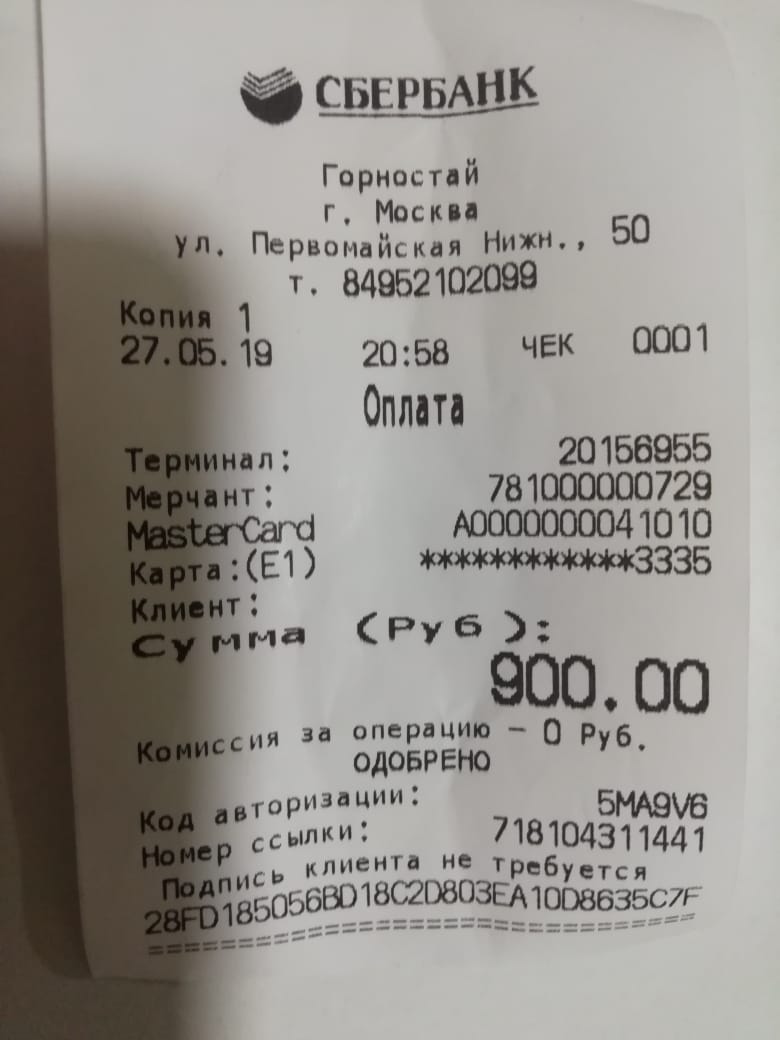 СБЕРБАНК
Горностай
г. Москва
ул. Первомайская Нижн., 50
т. 84952102099
Копия 1
27.05.19 20:58 ЧЕК 0001
Оплата
Терминал: 20156955
Мерчант: 781000000729
MasterCard A0000000041010
Карта:(E1) ************3335
Клиент:
Сумма (Руб):
900.00
Комиссия за операцию - 0 Руб.
ОДОБРЕНО
Код авторизации: 5MA9V6
Номер ссылки: 718104311441
Подпись клиента не требуется
28FD185056BD18C2D803EA10D8635C7F
================================